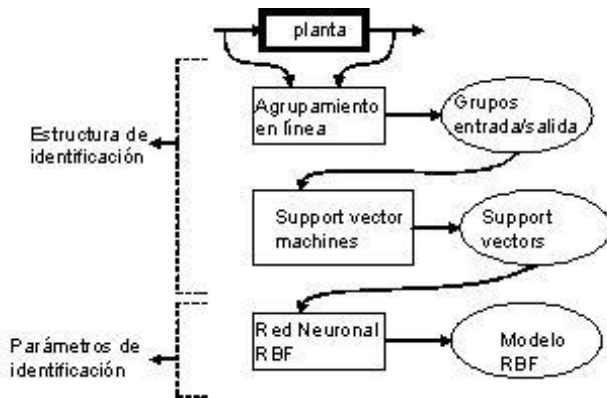 planta
Agrupamiento
en línea
Grupos
entrada/salida
Estructura de
identificación
Support vector
machines
Support
vectors
Red Neuronal
RBF
Modelo
RBF
Parámetros de
identificación